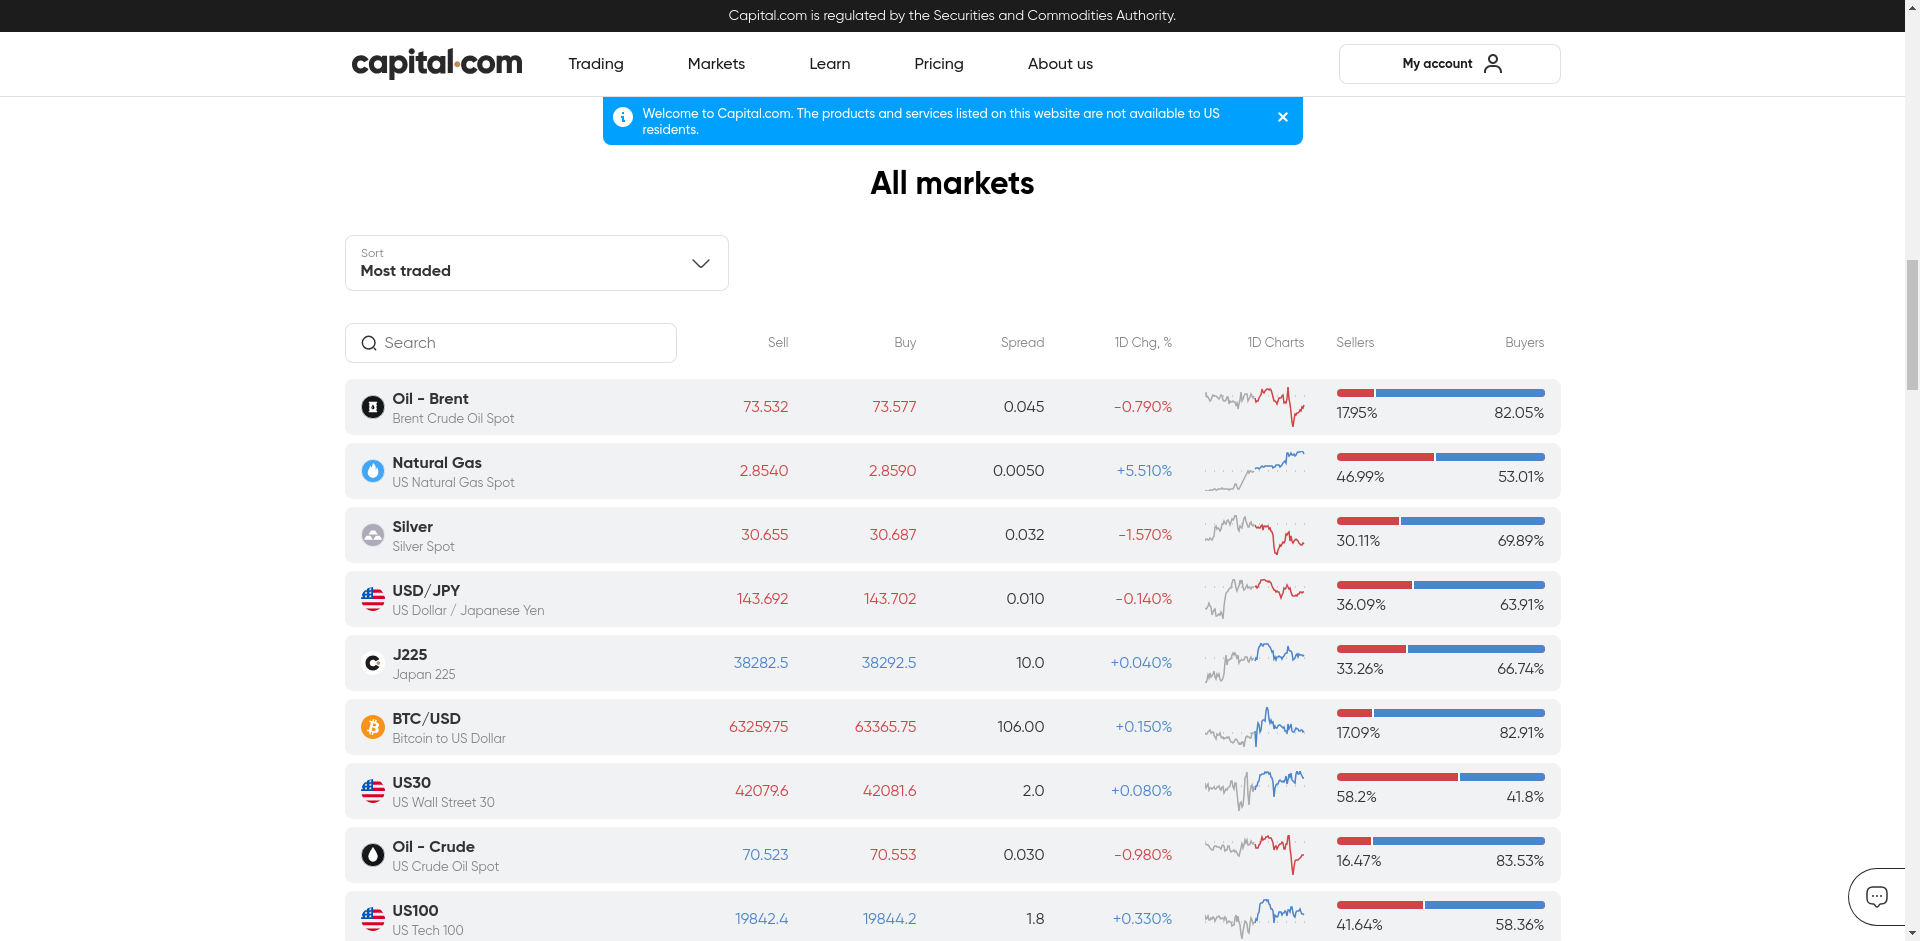 Capital.com is regulated by the Securities and Commodities Authority.
capital.com
Trading
Markets
Learn
Pricing
About us
My account
Welcome to Capital.com. The products and services listed on this website are not available to US
residents.
All markets
Sort
Most traded
Search Sell Buy Spread 1D Chg, % 1D Charts Sellers Buyers
Oil - Brent
Brent Crude Oil Spot
73.532 73.577 0.045 -0.790% 17.95% 82.05%
Natural Gas
US Natural Gas Spot
2.8540 2.8590 0.0050 +5.510% 46.99% 53.01%
Silver
Silver Spot
30.655 30.687 0.032 -1.570% 30.11% 69.89%
USD/JPY
US Dollar / Japanese Yen
143.692 143.702 0.010 -0.140% 36.09% 63.91%
J225
Japan 225
38282.5 38292.5 10.0 +0.040% 33.26% 66.74%
BTC/USD
Bitcoin to US Dollar
63259.75 63365.75 106.00 +0.150% 17.09% 82.91%
US30
US Wall Street 30
42079.6 42081.6 2.0 +0.080% 58.2% 41.8%
Oil - Crude
US Crude Oil Spot
70.523 70.553 0.030 -0.980% 16.47% 83.53%
US100
US Tech 100
19842.4 19844.2 1.8 +0.330% 41.64% 58.36%